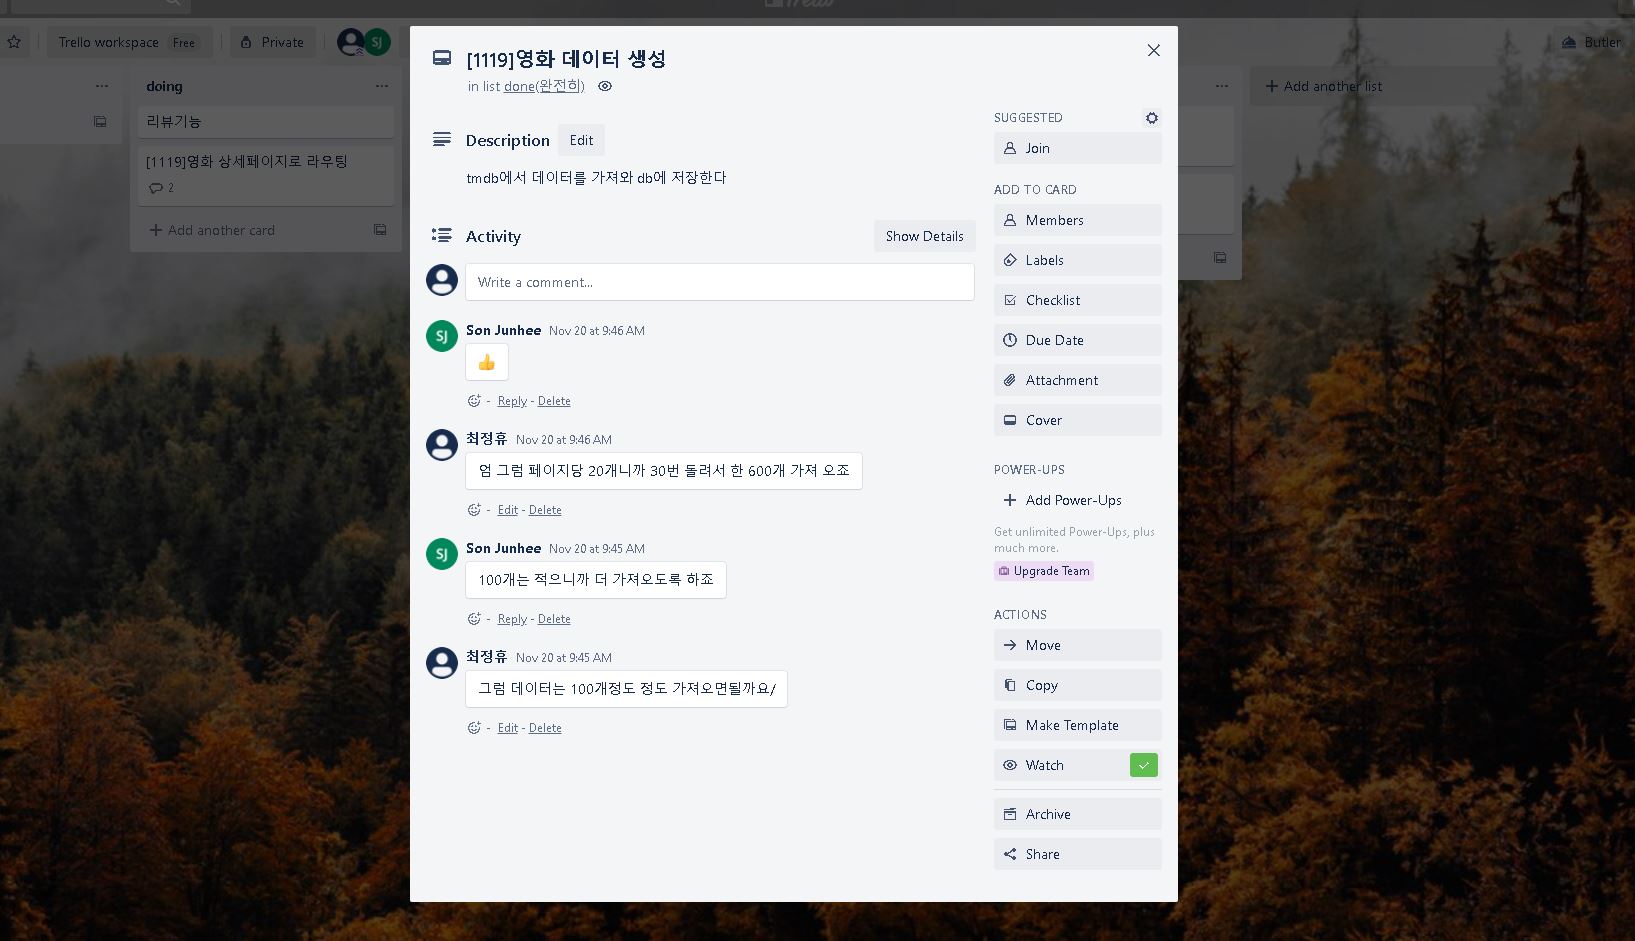 Trello
Trello workspace Free
Private
SJ
Butler
doing
리뷰기능
[1119]영화 상세페이지로 라우팅
2
Add another card
Add another list
[1119]영화 데이터 생성
in list done(완전히)
Description Edit
tmdb에서 데이터를 가져와 db에 저장한다
Activity Show Details
Write a comment...
SJ Son Junhee Nov 20 at 9:46 AM
👍
- Reply - Delete
최정휴 Nov 20 at 9:46 AM
엄 그럼 페이지당 20개니까 30번 돌려서 한 600개 가져 오죠
- Edit - Delete
SJ Son Junhee Nov 20 at 9:45 AM
100개는 적으니까 더 가져오도록 하죠
- Reply - Delete
최정휴 Nov 20 at 9:45 AM
그럼 데이터는 100개정도 정도 가져오면될까요/
- Edit - Delete
SUGGESTED
Join
ADD TO CARD
Members
Labels
Checklist
Due Date
Attachment
Cover
POWER-UPS
Add Power-Ups
Get unlimited Power-Ups, plus
much more.
Upgrade Team
ACTIONS
Move
Copy
Make Template
Watch
Archive
Share